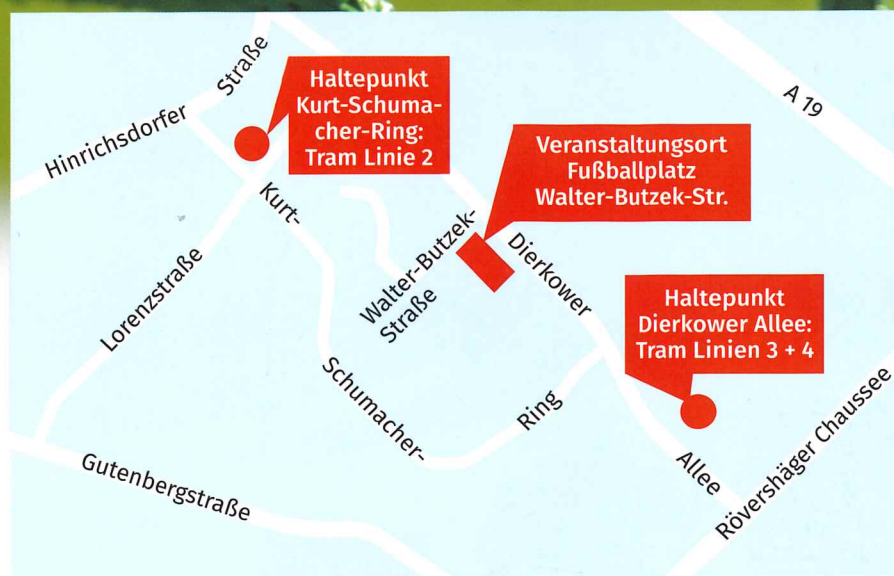 Hinrichsdorfer Straße
Haltepunkt
Kurt-Schuma-
cher-Ring:
Tram Linie 2
A 19
Veranstaltungsort
Fußballplatz
Walter-Butzek-Str.
Kurt-
Schumacher-
Ring
Lorenzstraße
Walter-Butzek-
Straße
Dierkower
Allee
Haltepunkt
Dierkower Allee:
Tram Linien 3 + 4
Gutenbergstraße
Rövershäger Chaussee